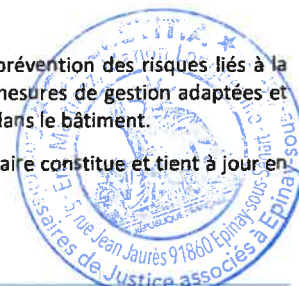 prévention des risques liés à la
mesures de gestion adaptées et
dans le bâtiment.
aire constitue et tient à jour en
5, rue Jean Jaurès 91860 Epinay-sous-
de Justice associés à Epinay-sous